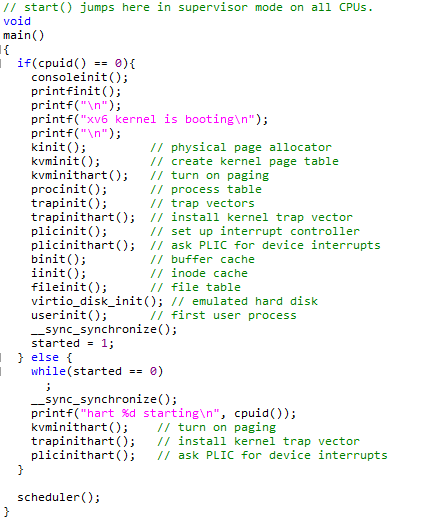 // start() jumps here in supervisor mode on all CPUs.
void
main()
{
  if(cpuid() == 0){
    consoleinit();
    printfinit();
    printf("\n");
    printf("xv6 kernel is booting\n");
    printf("\n");
    kinit();         // physical page allocator
    kvminit();       // create kernel page table
    kvminithart();   // turn on paging
    procinit();      // process table
    trapinit();      // trap vectors
    trapinithart();  // install kernel trap vector
    plicinit();      // set up interrupt controller
    plicinithart();  // ask PLIC for device interrupts
    binit();         // buffer cache
    iinit();         // inode cache
    fileinit();      // file table
    virtio_disk_init(); // emulated hard disk
    userinit();      // first user process
    __sync_synchronize();
    started = 1;
  } else {
    while(started == 0)
      ;
    __sync_synchronize();
    printf("hart %d starting\n", cpuid());
    kvminithart();    // turn on paging
    trapinithart();   // install kernel trap vector
    plicinithart();   // ask PLIC for device interrupts
  }

  scheduler();
}